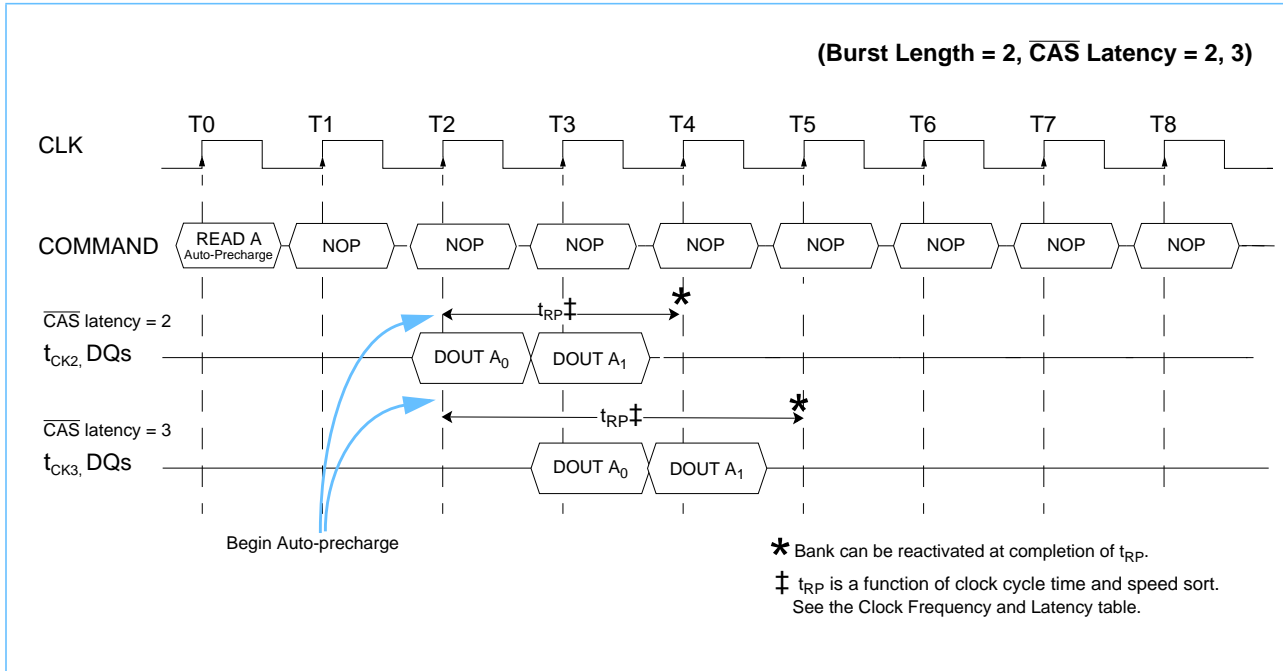 (Burst Length = 2, CAS Latency = 2, 3)
T0 T1 T2 T3 T4 T5 T6 T7 T8
CLK
COMMAND READ A Auto-Precharge NOP NOP NOP NOP NOP NOP NOP NOP
tRP‡ *
CAS latency = 2
tCK2, DQs DOUT A0 DOUT A1
tRP‡ *
CAS latency = 3
tCK3, DQs DOUT A0 DOUT A1
Begin Auto-precharge
* Bank can be reactivated at completion of tRP.
‡ tRP is a function of clock cycle time and speed sort.
See the Clock Frequency and Latency table.